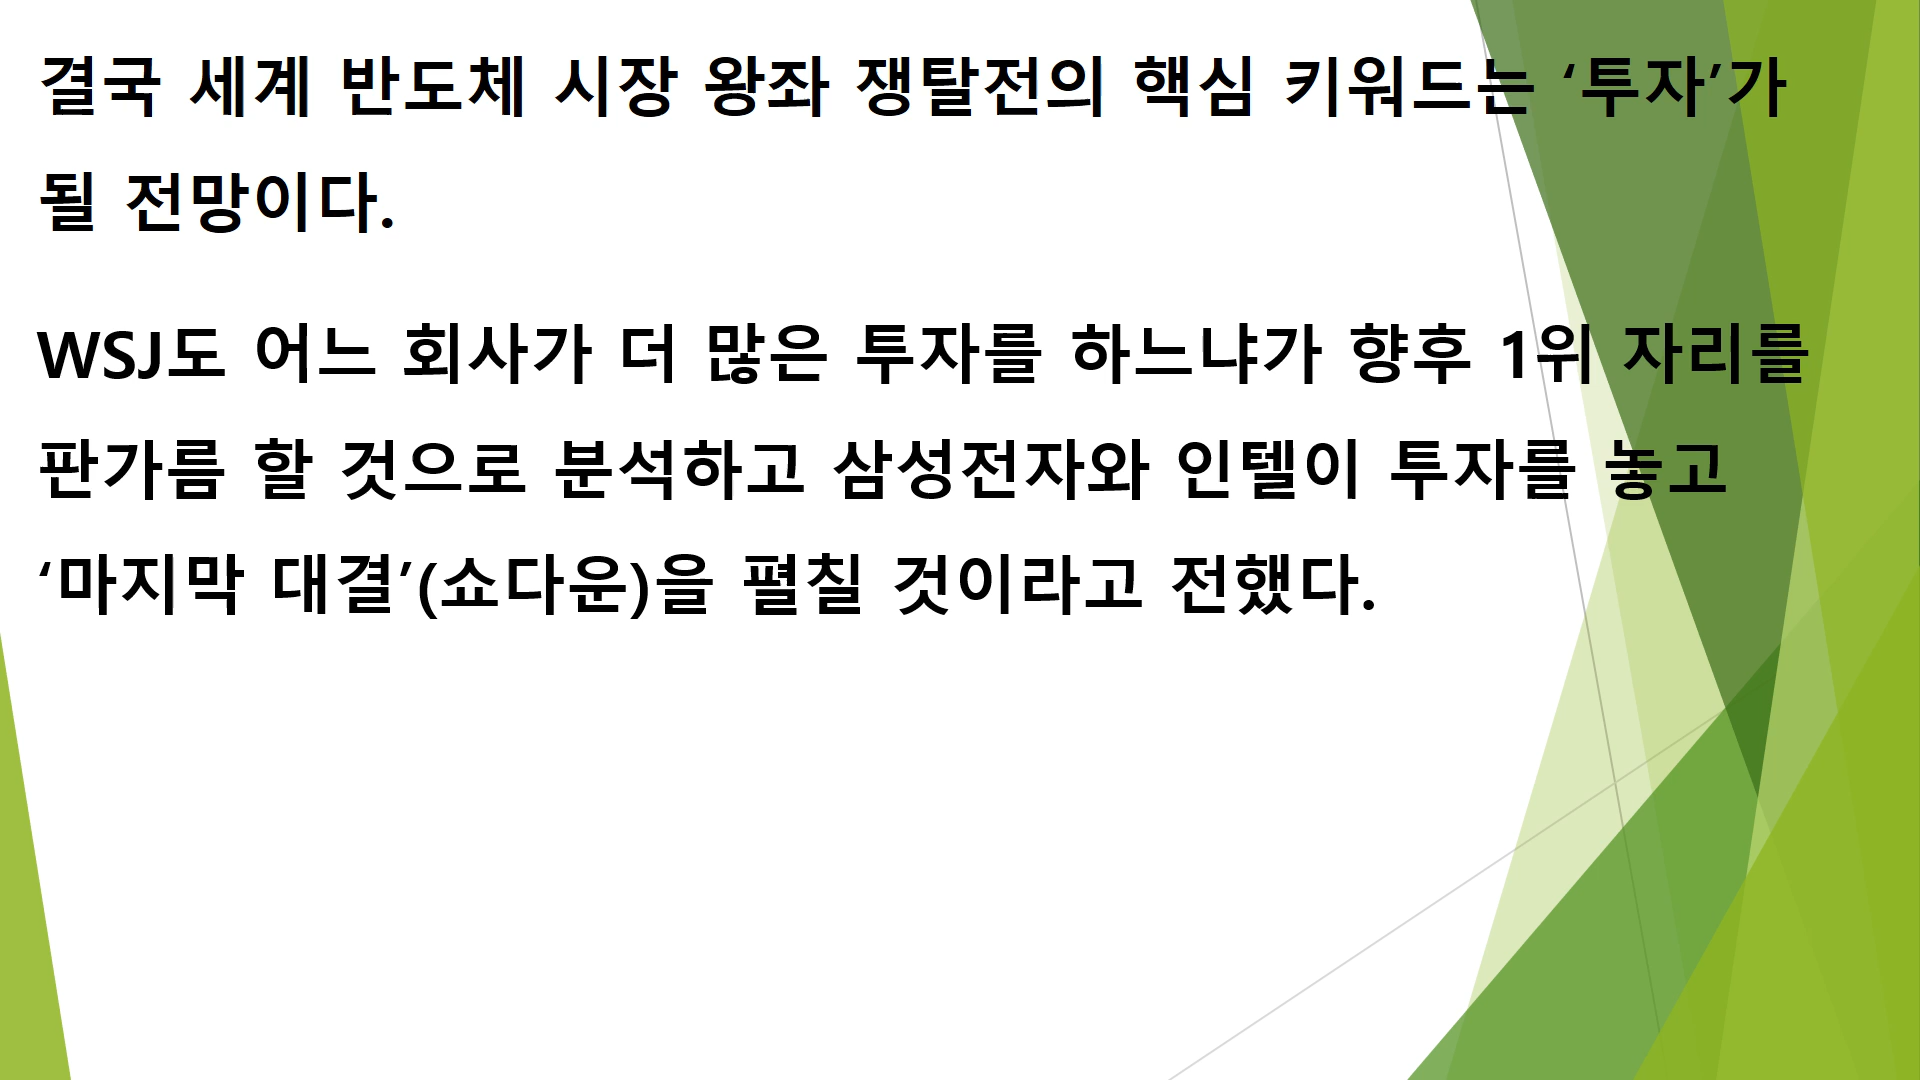 결국 세계 반도체 시장 왕좌 쟁탈전의 핵심 키워드는 ‘투자’가
될 전망이다.
WSJ도 어느 회사가 더 많은 투자를 하느냐가 향후 1위 자리를
판가름 할 것으로 분석하고 삼성전자와 인텔이 투자를 놓고
‘마지막 대결’(쇼다운)을 펼칠 것이라고 전했다.